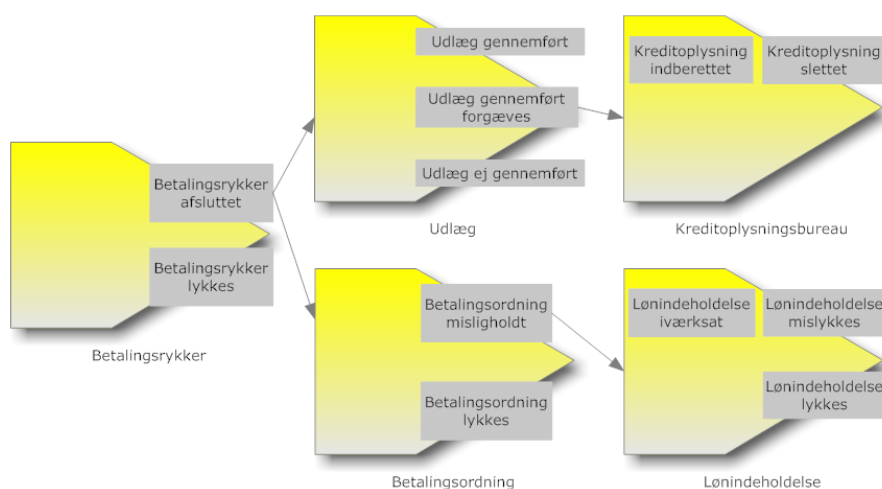 Betalingsrykker
afsluttet
Betalingsrykker
lykkes
Betalingsrykker
Udlæg gennemført
Udlæg gennemført
forgæves
Udlæg ej gennemført
Udlæg
Kreditoplysning
indberettet
Kreditoplysning
slettet
Kreditoplysningsbureau
Betalingsordning
misligholdt
Betalingsordning
lykkes
Betalingsordning
Lønindeholdelse
iværksat
Lønindeholdelse
mislykkes
Lønindeholdelse
lykkes
Lønindeholdelse